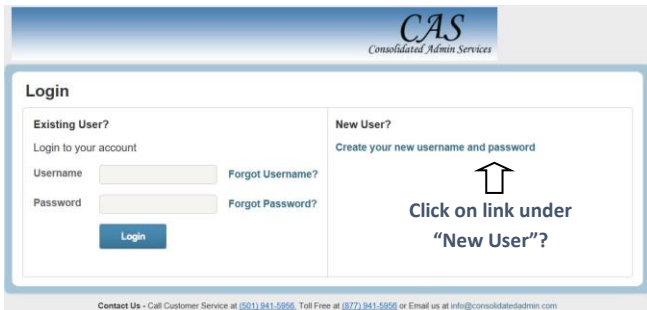 CAS
Consolidated Admin Services
Login
Existing User?
Login to your account
Username
Forgot Username?
Password
Forgot Password?
Login
New User?
Create your new username and password
Click on link under
“New User”?
Contact Us - Call Customer Service at (501) 941-5956, Toll Free at (877) 941-5956 or Email us at info@consolidatedadmin.com